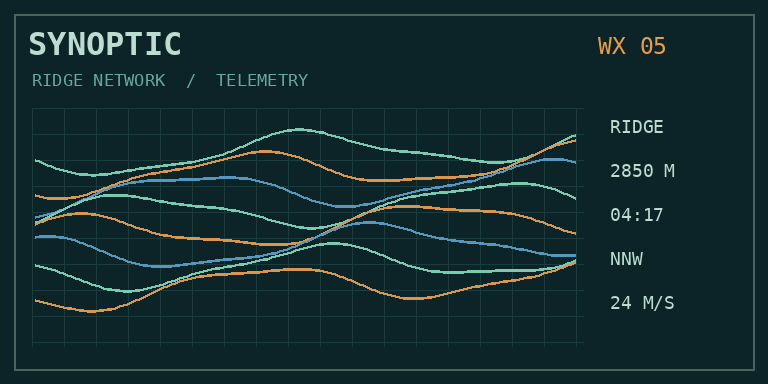 SYNOPTIC
WX 05
RIDGE NETWORK / TELEMETRY
RIDGE
2850 M
04:17
NNW
24 M/S